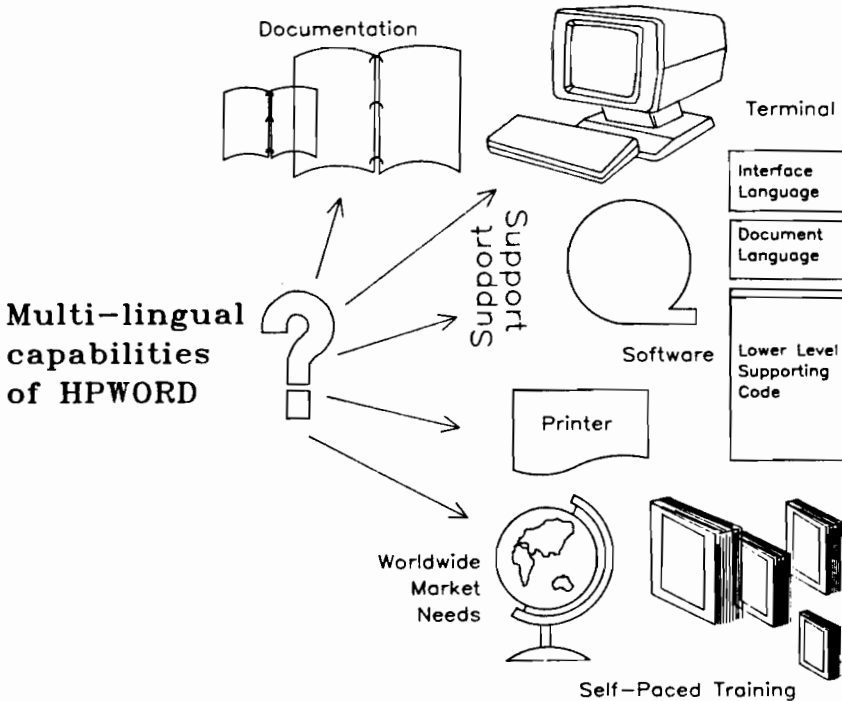 Documentation
Terminal
Interface
Language
Document
Language
Support
Support
Multi-lingual
capabilities
of HPWORD
Software
Lower Level
Supporting
Code
Printer
Worldwide
Market
Needs
Self-Paced Training